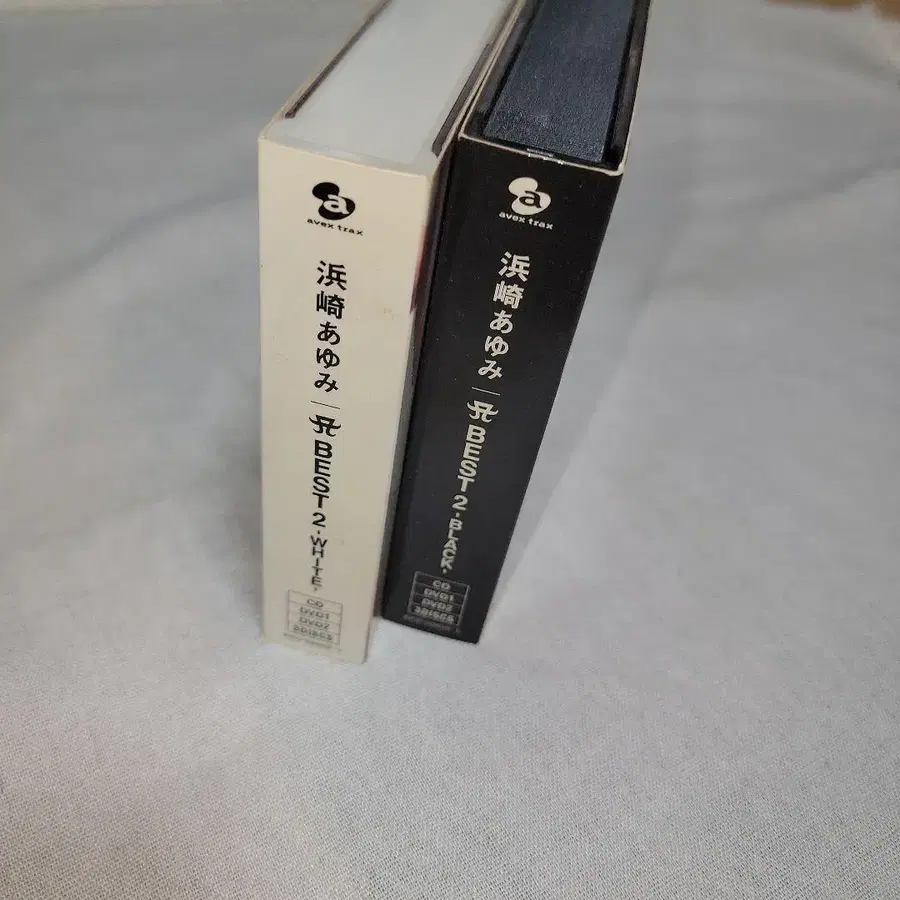 a
avex trax
浜崎あゆみ
A BEST 2 -WHITE-
CD
DVD1
DVD2
3DISCS
a
avex trax
浜崎あゆみ
A BEST 2 -BLACK-
CD
DVD1
DVD2
3DISCS